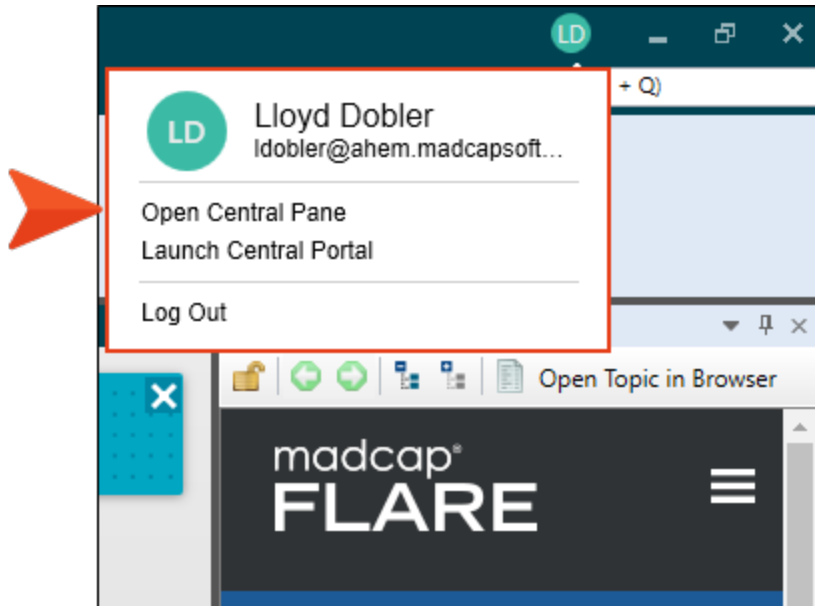 LD
+ Q)
LD
Lloyd Dobler
ldobler@ahem.madcapsoft...
Open Central Pane
Launch Central Portal
Log Out
Open Topic in Browser
madcap®
FLARE